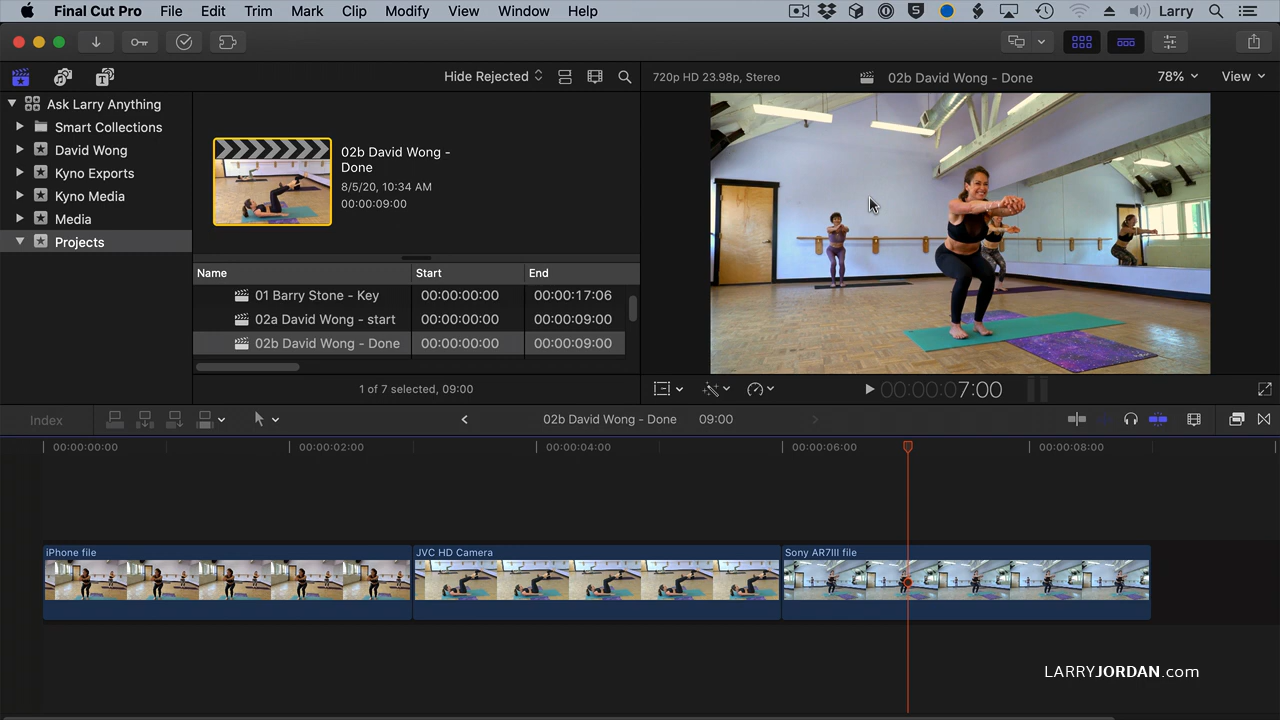 Final Cut Pro File Edit Trim Mark Clip Modify View Window Help Larry
Hide Rejected
720p HD 23.98p, Stereo
02b David Wong - Done
78%
View
Ask Larry Anything
Smart Collections
David Wong
Kyno Exports
Kyno Media
Media
Projects
02b David Wong -
Done
8/5/20, 10:34 AM
00:00:09:00
Name Start End
01 Barry Stone - Key 00:00:00:00 00:00:17:06
02a David Wong - start 00:00:00:00 00:00:09:00
02b David Wong - Done 00:00:00:00 00:00:09:00
1 of 7 selected, 09:00
00:00:07:00
Index
02b David Wong - Done 09:00
00:00:00:00 00:00:02:00 00:00:04:00 00:00:06:00 00:00:08:00
iPhone file JVC HD Camera Sony AR7III file
LARRYJORDAN.com